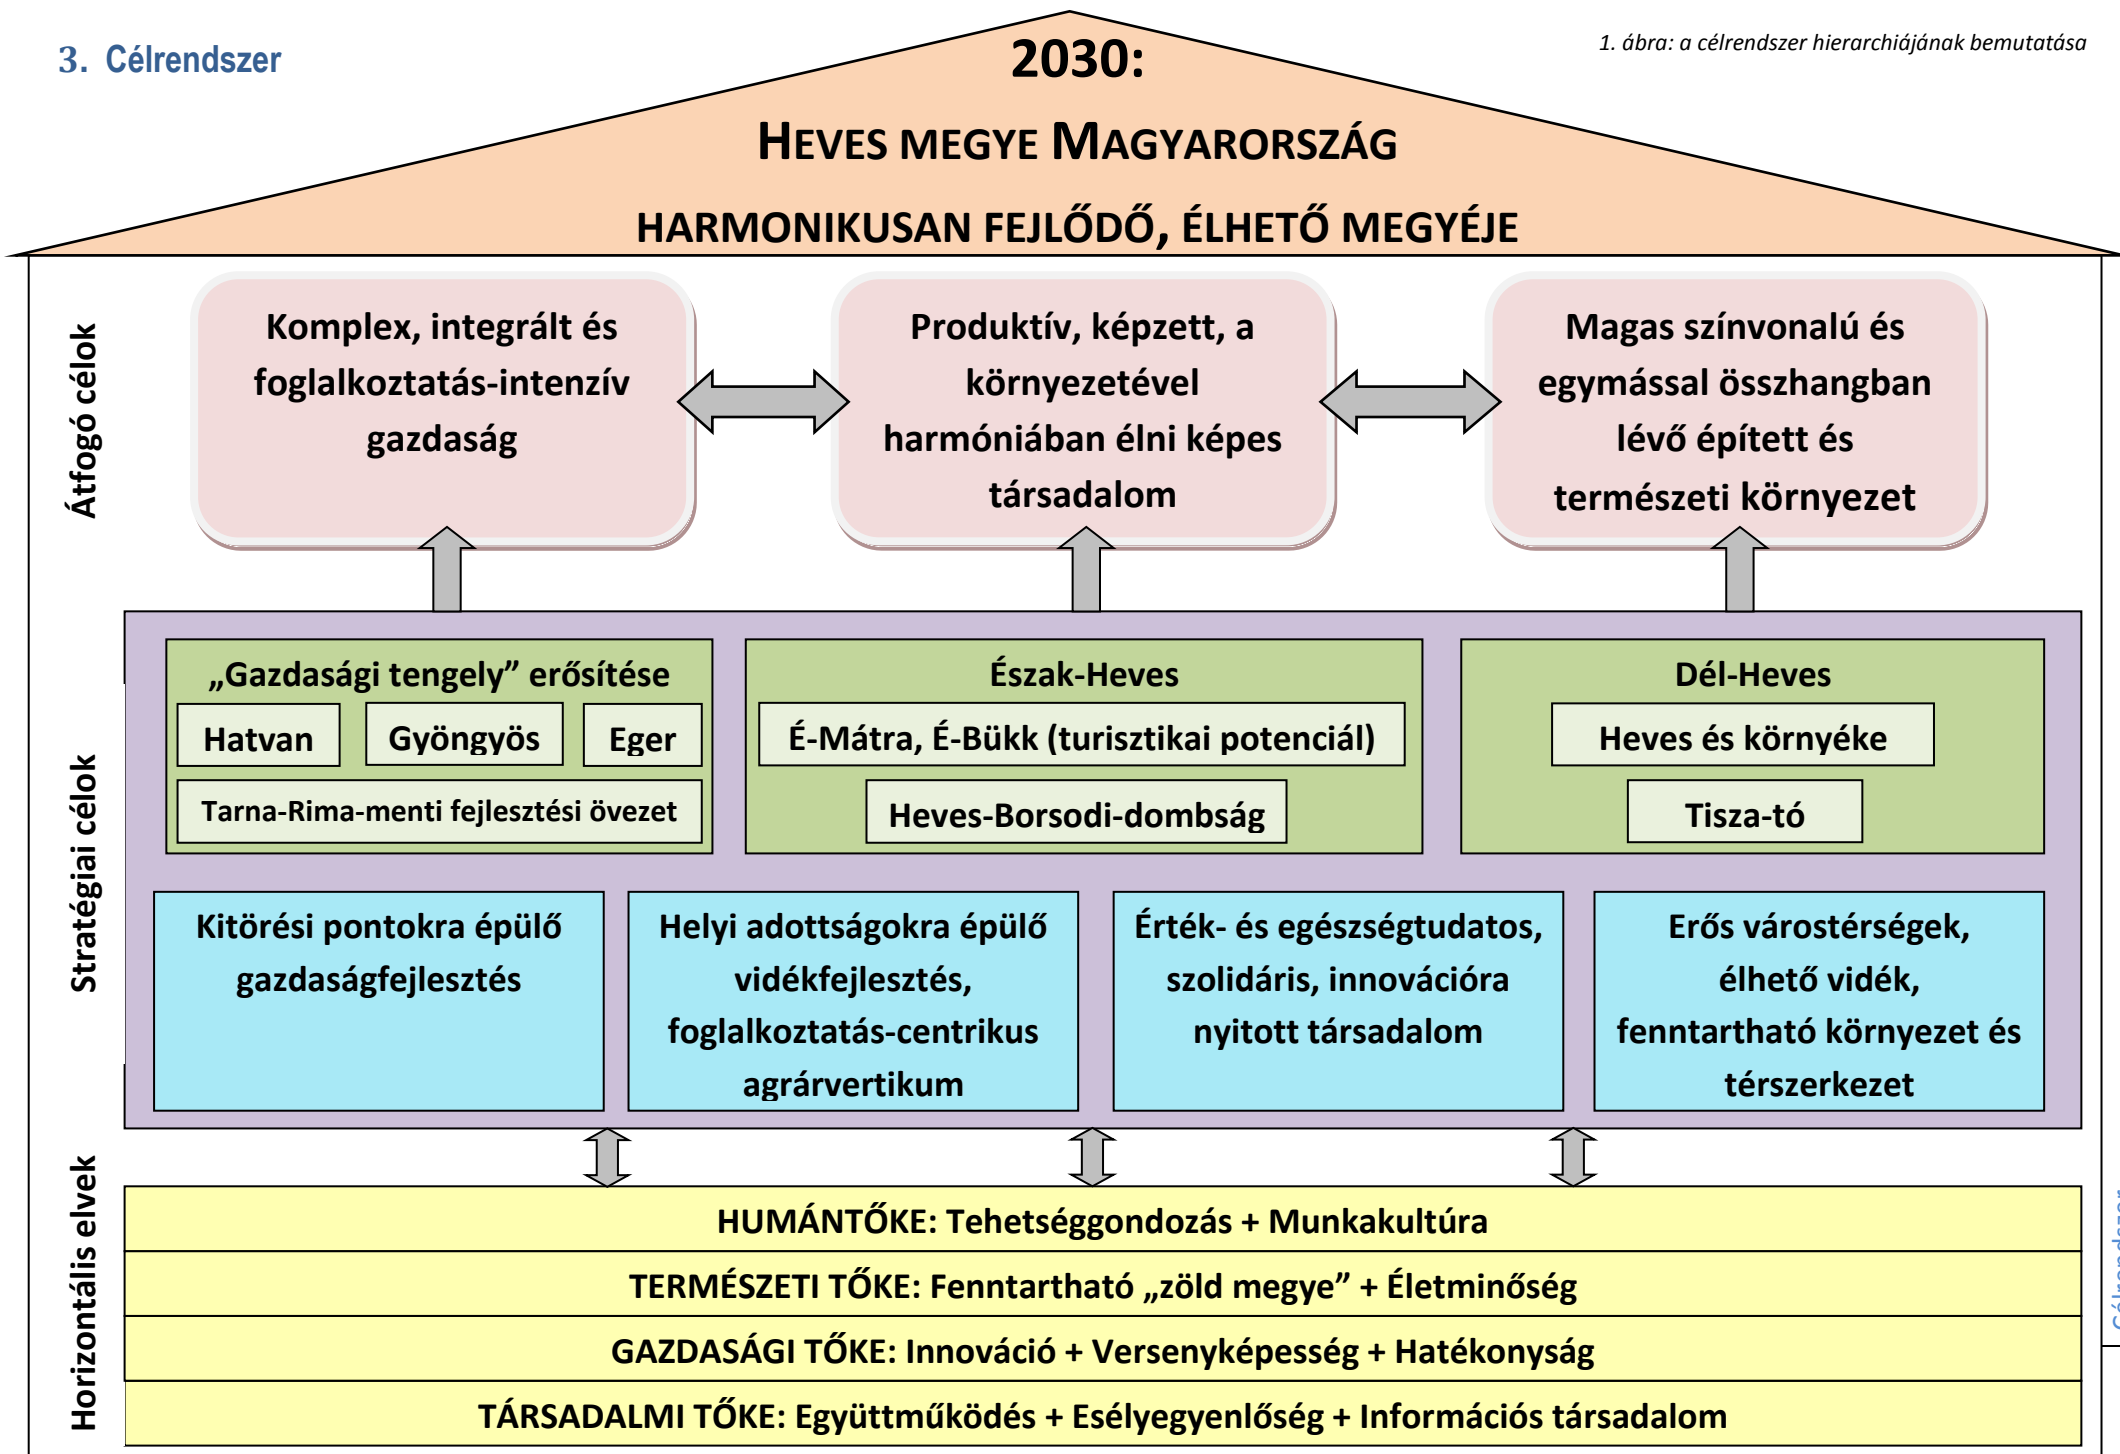 3. Célrendszer
1. ábra: a célrendszer hierarchiájának bemutatása
2030:
HEVES MEGYE MAGYARORSZÁG
HARMONIKUSAN FEJLŐDŐ, ÉLHETŐ MEGYÉJE
Átfogó célok
Komplex, integrált és
foglalkoztatás-intenzív
gazdaság
Produktív, képzett, a
környezetével
harmóniában élni képes
társadalom
Magas színvonalú és
egymással összhangban
lévő épített és
természeti környezet
Stratégiai célok
„Gazdasági tengely” erősítése
Hatvan
Gyöngyös
Eger
Tarna-Rima-menti fejlesztési övezet
Észak-Heves
É-Mátra, É-Bükk (turisztikai potenciál)
Heves-Borsodi-dombság
Dél-Heves
Heves és környéke
Tisza-tó
Kitörési pontokra épülő
gazdaságfejlesztés
Helyi adottságokra épülő
vidékfejlesztés,
foglalkoztatás-centrikus
agrárvertikum
Érték- és egészségtudatos,
szolidáris, innovációra
nyitott társadalom
Erős várostérségek,
élhető vidék,
fenntartható környezet és
térszerkezet
Horizontális elvek
HUMÁNTŐKE: Tehetséggondozás + Munkakultúra
TERMÉSZETI TŐKE: Fenntartható „zöld megye” + Életminőség
GAZDASÁGI TŐKE: Innováció + Versenyképesség + Hatékonyság
TÁRSADALMI TŐKE: Együttműködés + Esélyegyenlőség + Információs társadalom
Célrendszer